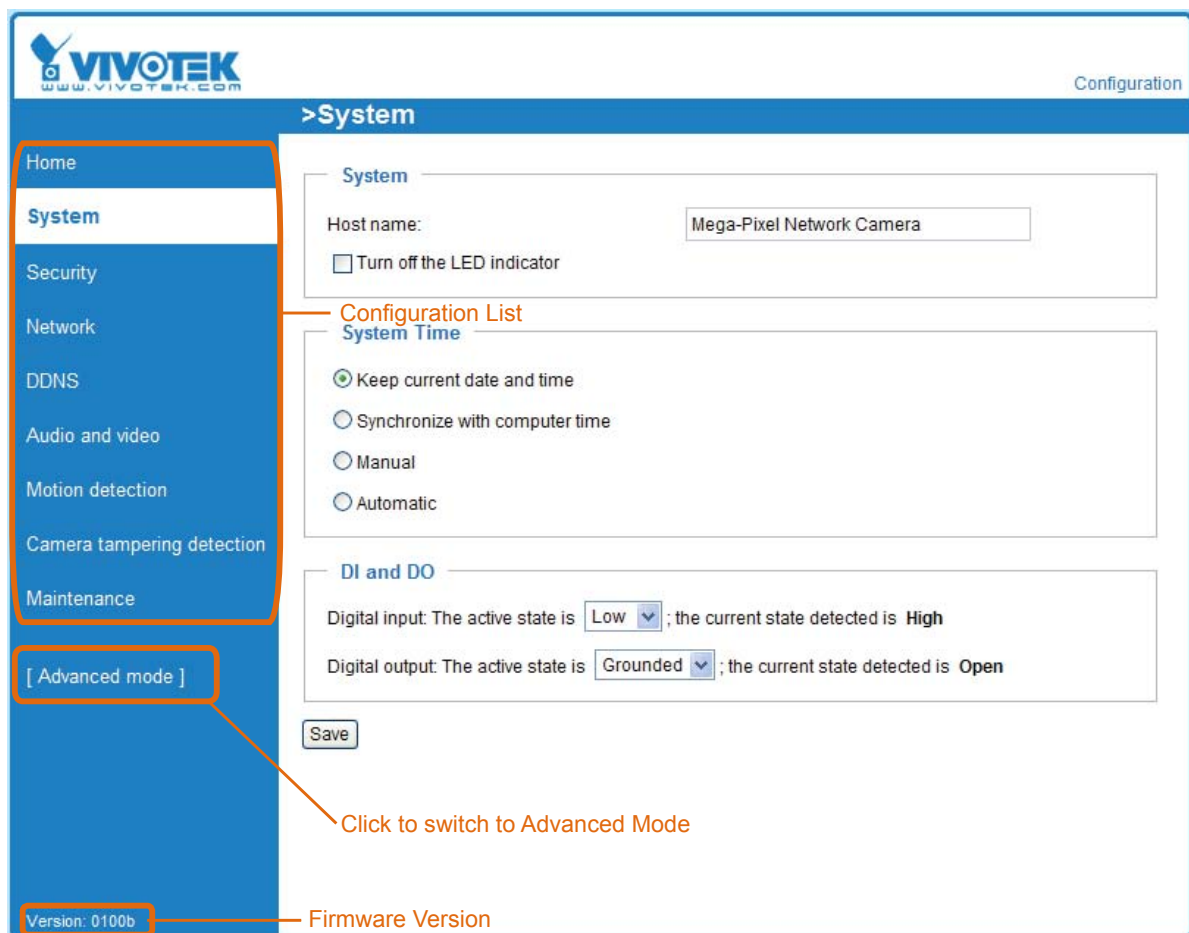 VIVOTEK
www.vivotek.com
Configuration
>System
Home
System
Security
Network
DDNS
Audio and video
Motion detection
Camera tampering detection
Maintenance
[ Advanced mode ]
Version: 0100b
System
Host name: Mega-Pixel Network Camera
Turn off the LED indicator
Configuration List
System Time
Keep current date and time
Synchronize with computer time
Manual
Automatic
DI and DO
Digital input: The active state is Low ; the current state detected is High
Digital output: The active state is Grounded ; the current state detected is Open
Save
Click to switch to Advanced Mode
Firmware Version